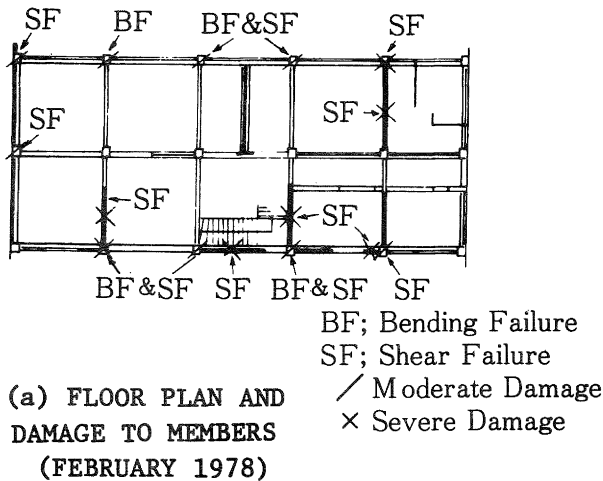 SF BF BF&SF SF
SF
SF
SF SF SF
BF&SF SF BF&SF SF
BF; Bending Failure
SF; Shear Failure
/ Moderate Damage
× Severe Damage
(a) FLOOR PLAN AND
DAMAGE TO MEMBERS
(FEBRUARY 1978)